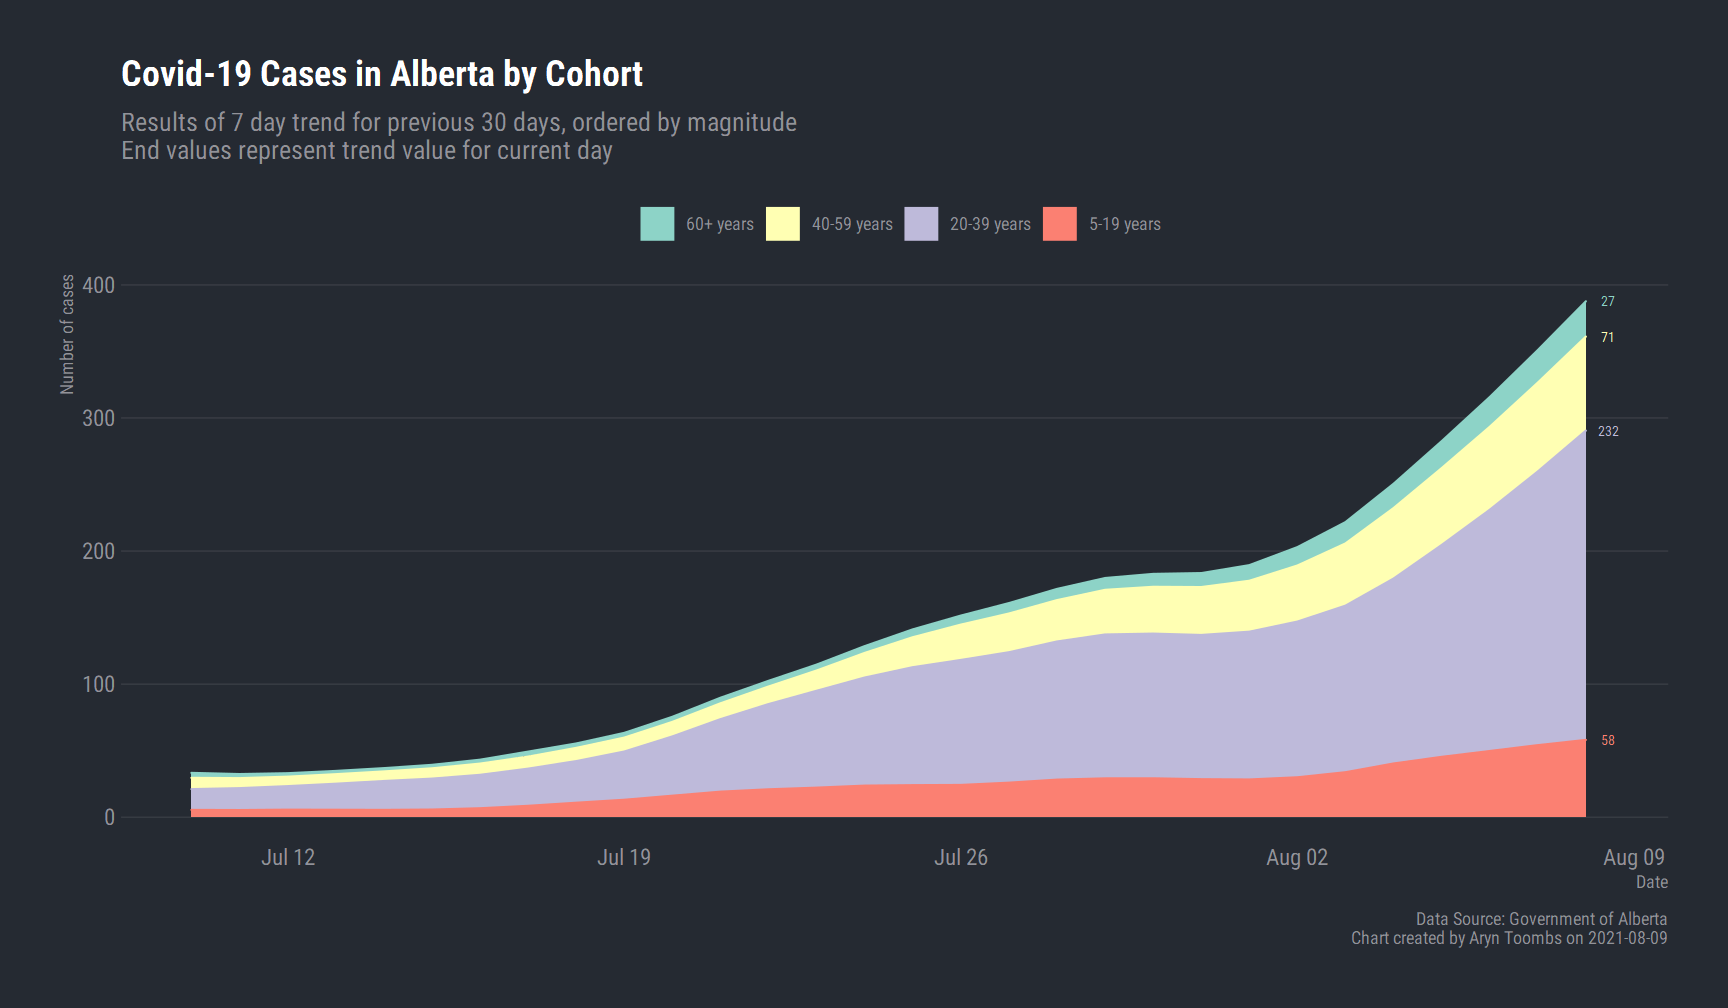 Covid-19 Cases in Alberta by Cohort
Results of 7 day trend for previous 30 days, ordered by magnitude
End values represent trend value for current day
60+ years 40-59 years 20-39 years 5-19 years
Number of cases
400
300
200
100
0
27
71
232
58
Jul 12 Jul 19 Jul 26 Aug 02 Aug 09
Date
Data Source: Government of Alberta
Chart created by Aryn Toombs on 2021-08-09